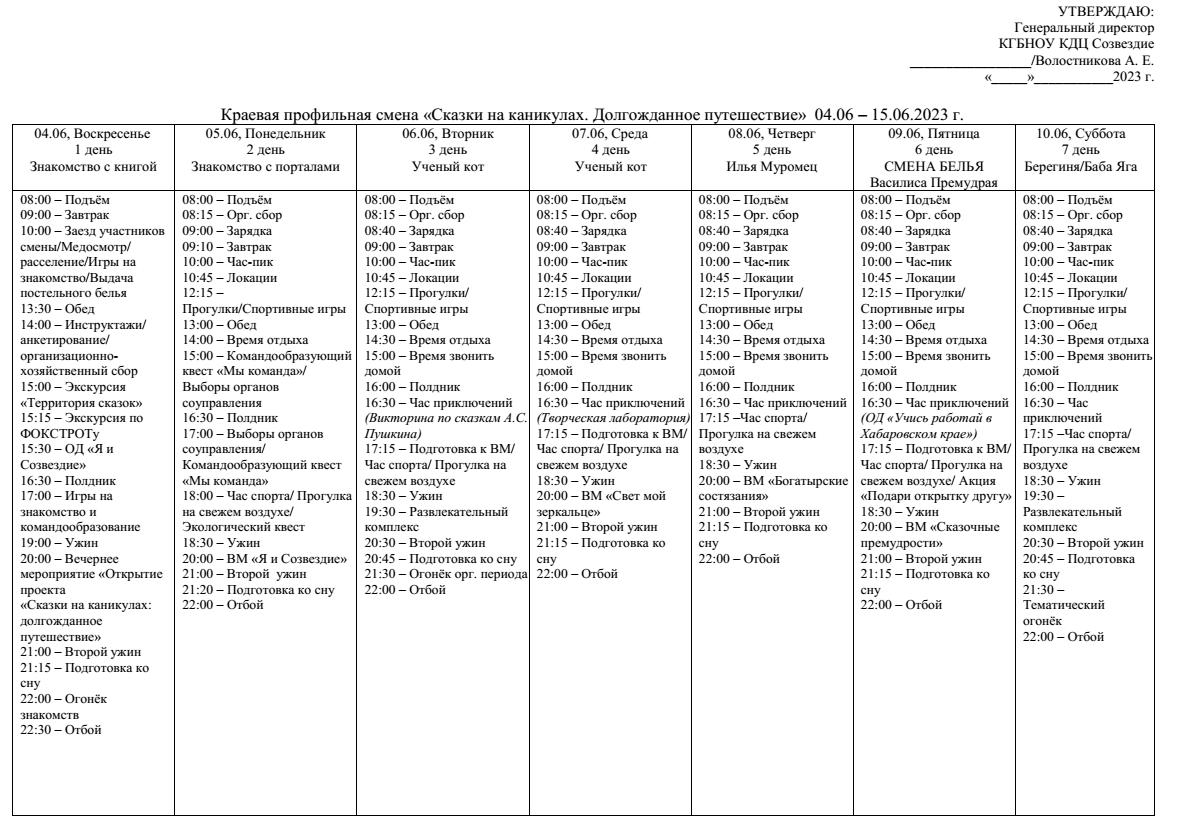 УТВЕРЖДАЮ:
Генеральный директор
КГБНОУ КДЦ Созвездие
_________________/Волостникова А. Е.
«_____»___________2023 г.
Краевая профильная смена «Сказки на каникулах. Долгожданное путешествие» 04.06 – 15.06.2023 г.
04.06, Воскресенье
1 день
Знакомство с книгой
05.06, Понедельник
2 день
Знакомство с порталами
06.06, Вторник
3 день
Ученый кот
07.06, Среда
4 день
Ученый кот
08.06, Четверг
5 день
Илья Муромец
09.06, Пятница
6 день
СМЕНА БЕЛЬЯ
Василиса Премудрая
10.06, Суббота
7 день
Берегиня/Баба Яга
08:00 – Подъём
09:00 – Завтрак
10:00 – Заезд участников
смены/Медосмотр/
расселение/Игры на
знакомство/Выдача
постельного белья
13:30 – Обед
14:00 – Инструктажи/
анкетирование/
организационно-
хозяйственный сбор
15:00 – Экскурсия
«Территория сказок»
15:15 – Экскурсия по
ФОКСТРОТу
15:30 – ОД «Я и
Созвездие»
16:30 – Полдник
17:00 – Игры на
знакомство и
командообразование
19:00 – Ужин
20:00 – Вечернее
мероприятие «Открытие
проекта
«Сказки на каникулах:
долгожданное
путешествие»
21:00 – Второй ужин
21:15 – Подготовка ко
сну
22:00 – Огонёк
знакомств
22:30 – Отбой
08:00 – Подъём
08:15 – Орг. сбор
09:00 – Зарядка
09:10 – Завтрак
10:00 – Час-пик
10:45 – Локации
12:15 –
Прогулки/Спортивные игры
13:00 – Обед
14:00 – Время отдыха
15:00 – Командообразующий
квест «Мы команда»/
Выборы органов
соуправления
16:30 – Полдник
17:00 – Выборы органов
соуправления/
Командообразующий квест
«Мы команда»
18:00 – Час спорта/ Прогулка
на свежем воздухе/
Экологический квест
18:30 – Ужин
20:00 – ВМ «Я и Созвездие»
21:00 – Второй ужин
21:20 – Подготовка ко сну
22:00 – Отбой
08:00 – Подъём
08:15 – Орг. сбор
08:40 – Зарядка
09:00 – Завтрак
10:00 – Час-пик
10:45 – Локации
12:15 – Прогулки/
Спортивные игры
13:00 – Обед
14:30 – Время отдыха
15:00 – Время звонить
домой
16:00 – Полдник
16:30 – Час приключений
(Викторина по сказкам А.С.
Пушкина)
17:15 – Подготовка к ВМ/
Час спорта/ Прогулка на
свежем воздухе
18:30 – Ужин
19:30 – Развлекательный
комплекс
20:30 – Второй ужин
20:45 – Подготовка ко сну
21:30 – Огонёк орг. периода
22:00 – Отбой
08:00 – Подъём
08:15 – Орг. сбор
08:40 – Зарядка
09:00 – Завтрак
10:00 – Час-пик
10:45 – Локации
12:15 – Прогулки/
Спортивные игры
13:00 – Обед
14:30 – Время отдыха
15:00 – Время звонить
домой
16:00 – Полдник
16:30 – Час приключений
(Творческая лаборатория)
17:15 – Подготовка к ВМ/
Час спорта/ Прогулка на
свежем воздухе
18:30 – Ужин
20:00 – ВМ «Свет мой
зеркальце»
21:00 – Второй ужин
21:15 – Подготовка ко
сну
22:00 – Отбой
08:00 – Подъём
08:15 – Орг. сбор
08:40 – Зарядка
09:00 – Завтрак
10:00 – Час-пик
10:45 – Локации
12:15 – Прогулки/
Спортивные игры
13:00 – Обед
14:30 – Время отдыха
15:00 – Время звонить
домой
16:00 – Полдник
16:30 – Час приключений
17:15 –Час спорта/
Прогулка на свежем
воздухе
18:30 – Ужин
20:00 – ВМ «Богатырские
состязания»
21:00 – Второй ужин
21:15 – Подготовка ко
сну
22:00 – Отбой
08:00 – Подъём
08:15 – Орг. сбор
08:40 – Зарядка
09:00 – Завтрак
10:00 – Час-пик
10:45 – Локации
12:15 – Прогулки/
Спортивные игры
13:00 – Обед
14:30 – Время отдыха
15:00 – Время звонить
домой
16:00 – Полдник
16:30 – Час приключений
(ОД «Учись работай в
Хабаровском крае»)
17:15 – Подготовка к ВМ/
Час спорта/ Прогулка на
свежем воздухе/ Акция
«Подари открытку другу»
18:30 – Ужин
20:00 – ВМ «Сказочные
премудрости»
21:00 – Второй ужин
21:15 – Подготовка ко
сну
22:00 – Отбой
08:00 – Подъём
08:15 – Орг. сбор
08:40 – Зарядка
09:00 – Завтрак
10:00 – Час-пик
10:45 – Локации
12:15 – Прогулки/
Спортивные игры
13:00 – Обед
14:30 – Время отдыха
15:00 – Время звонить
домой
16:00 – Полдник
16:30 – Час
приключений
17:15 –Час спорта/
Прогулка на свежем
воздухе
18:30 – Ужин
19:30 –
Развлекательный
комплекс
20:30 – Второй ужин
20:45 – Подготовка
ко сну
21:30 –
Тематический
огонёк
22:00 – Отбой